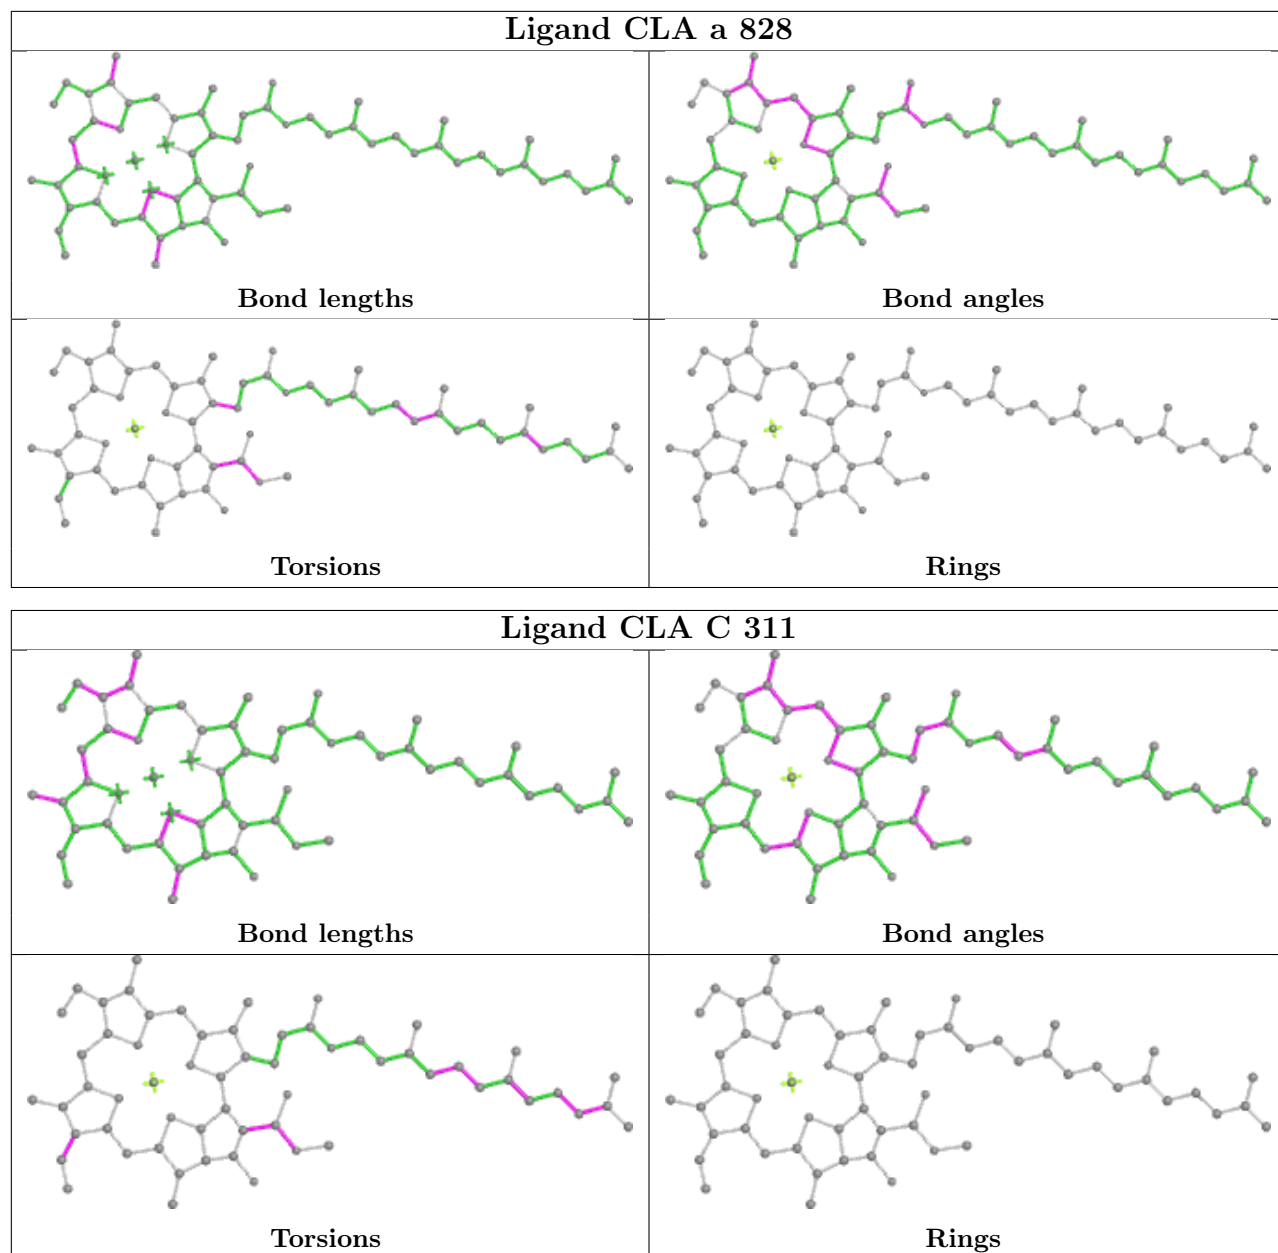 Ligand CLA a 828
Bond lengths
Bond angles
Torsions
Rings
Ligand CLA C 311
Bond lengths
Bond angles
Torsions
Rings